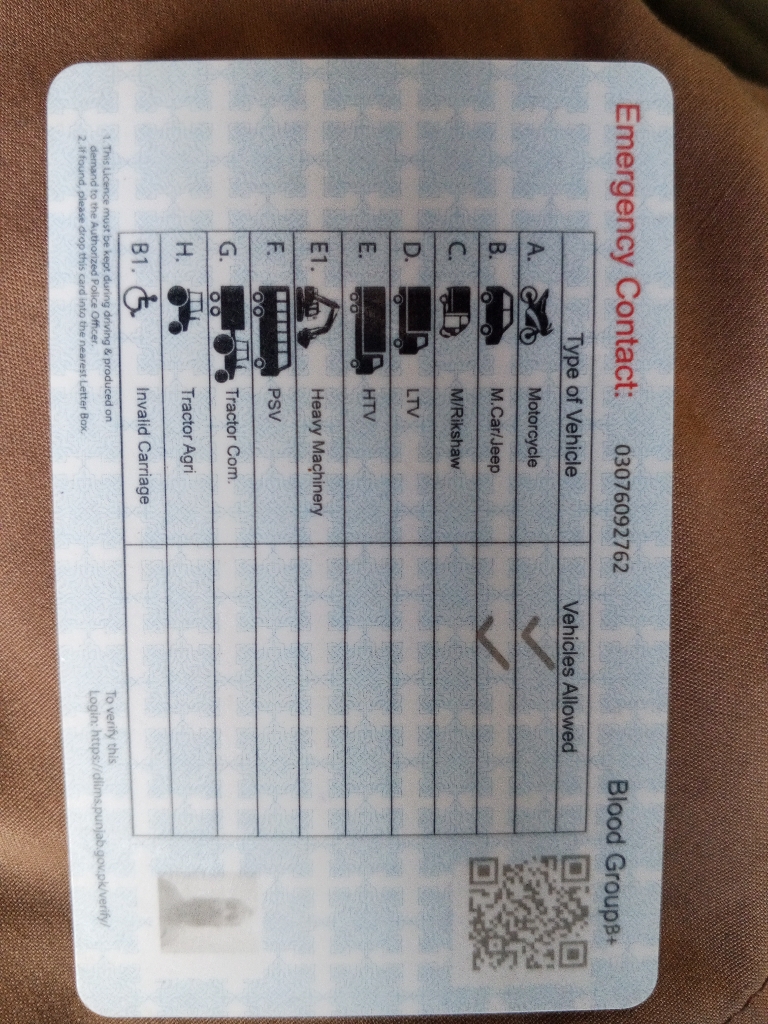 Emergency Contact: 03076092762 Blood Group B+
Type of Vehicle Vehicles Allowed
A. Motorcycle ✓
B. M.Car/Jeep ✓
C. M/Rikshaw
D. LTV
E. HTV
E1. Heavy Machinery
F. PSV
G. Tractor Com.
H. Tractor Agri
B1. Invalid Carriage
1. This Licence must be kept during driving & produced on
demand to the Authorized Police Officer.
2. If found, please drop this card into the nearest Letter Box.
To verify this
Login: https://dlims.punjab.gov.pk/verify/